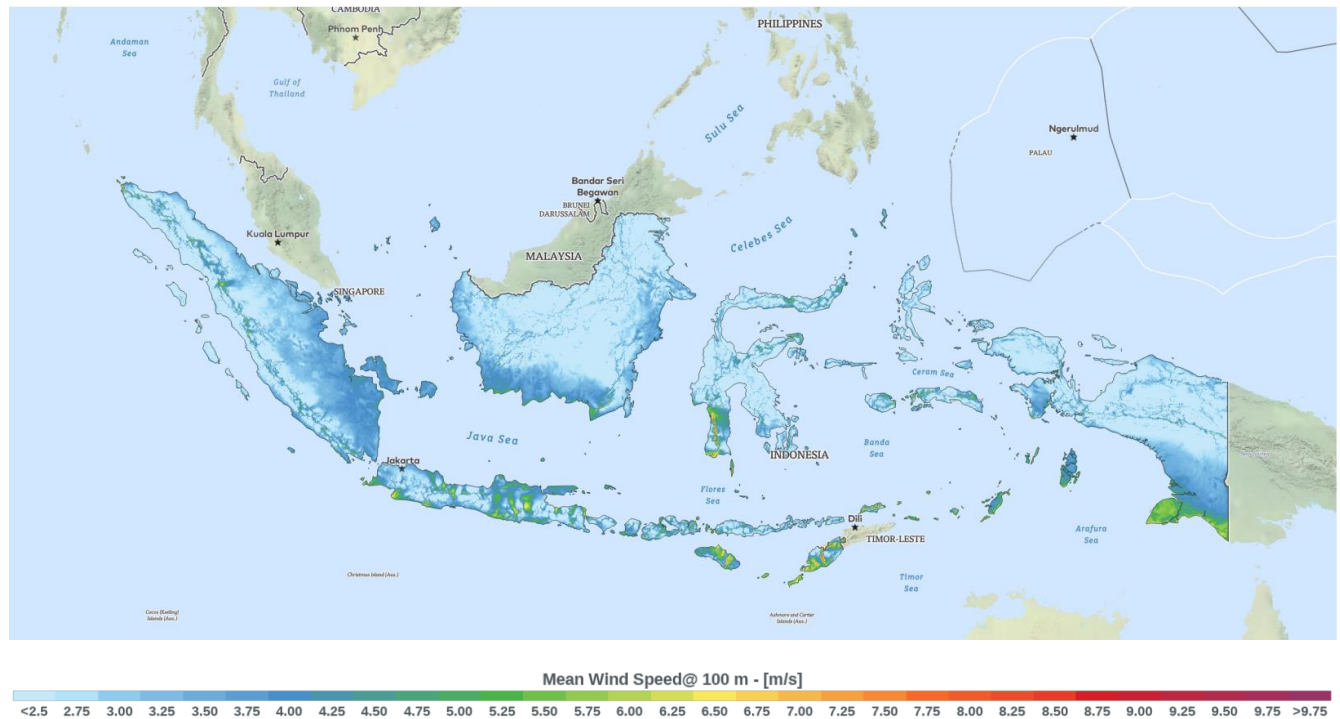 CAMBODIA
PHILIPPINES
Phnom Penh
Andaman
Sea
Gulf of
Thailand
Sulu Sea
Ngerulmud
PALAU
Bandar Seri
Begawan
BRUNEI
DARUSSALAM
Kuala Lumpur
Celebes Sea
MALAYSIA
SINGAPORE
Ceram Sea
Java Sea
Banda
Sea
INDONESIA
Jakarta
Flores
Sea
Dili
TIMOR-LESTE
Arafura
Sea
Christmas Island (Aus.)
Timor
Sea
Cocos (Keeling)
Islands (Aus.)
Ashmore and Cartier
Islands (Aus.)
Mean Wind Speed@ 100 m - [m/s]
<2.5 2.75 3.00 3.25 3.50 3.75 4.00 4.25 4.50 4.75 5.00 5.25 5.50 5.75 6.00 6.25 6.50 6.75 7.00 7.25 7.50 7.75 8.00 8.25 8.50 8.75 9.00 9.25 9.50 9.75 >9.75